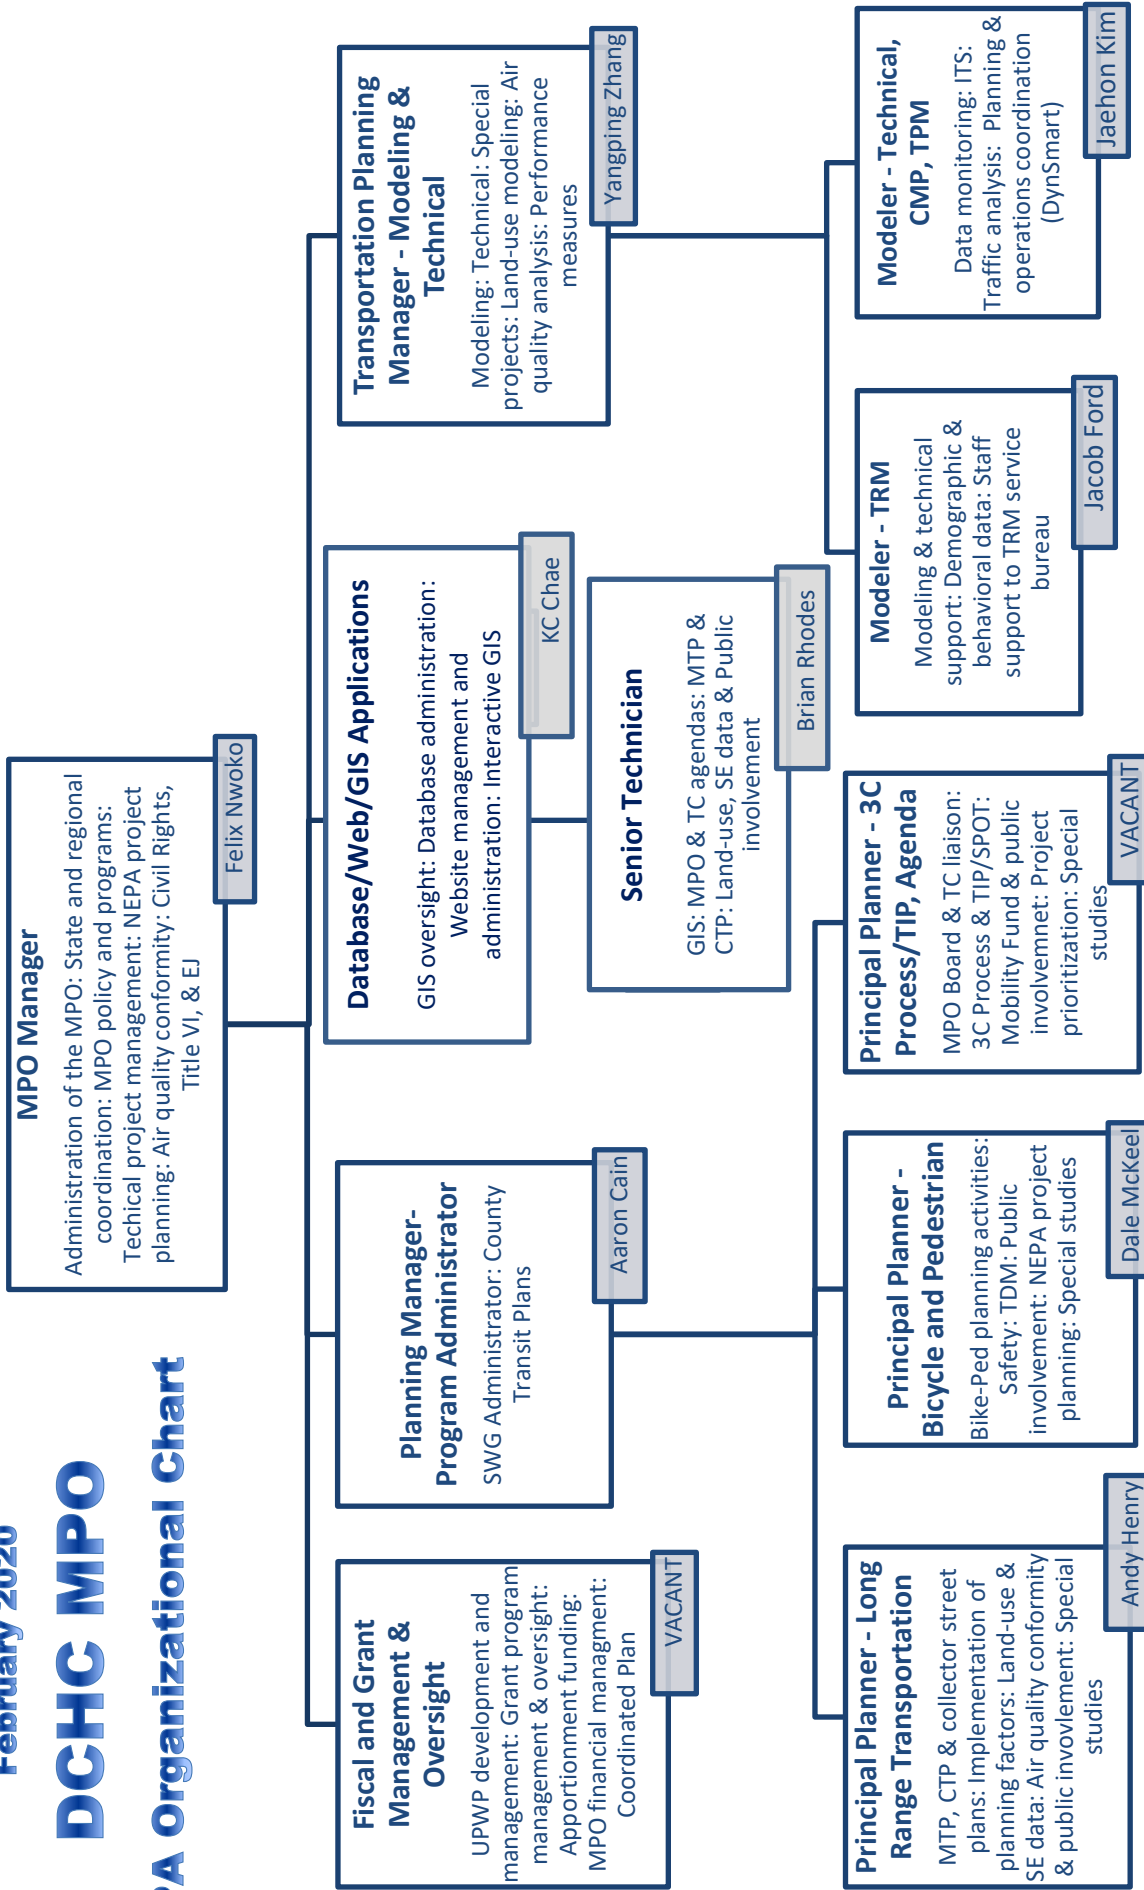 February 2020
DCHC MPO
PA organizational chart
MPO Manager
Administration of the MPO: State and regional
coordination: MPO policy and programs:
Techical project management: NEPA project
planning: Air quality conformity: Civil Rights,
Title VI, & EJ
Felix Nwoko
Fiscal and Grant
Management &
Oversight
UPWP development and
management: Grant program
management & oversight:
Apportionment funding:
MPO financial managment:
Coordinated Plan
VACANT
Planning Manager-
Program Administrator
SWG Administrator: County
Transit Plans
Aaron Cain
Database/Web/GIS Applications
GIS oversight: Database administration:
Website management and
administration: Interactive GIS
KC Chae
Transportation Planning
Manager - Modeling &
Technical
Modeling: Technical: Special
projects: Land-use modeling: Air
quality analysis: Performance
measures
Yangping Zhang
Senior Technician
GIS: MPO & TC agendas: MTP &
CTP: Land-use, SE data & Public
involvement
Brian Rhodes
Principal Planner - Long
Range Transportation
MTP, CTP & collector street
plans: Implementation of
planning factors: Land-use &
SE data: Air quality conformity
& public invovlement: Special
studies
Andy Henry
Principal Planner -
Bicycle and Pedestrian
Bike-Ped planning activities:
Safety: TDM: Public
involvement: NEPA project
planning: Special studies
Dale McKeel
Principal Planner - 3C
Process/TIP, Agenda
MPO Board & TC liaison:
3C Process & TIP/SPOT:
Mobility Fund & public
involvemnet: Project
prioritization: Special
studies
VACANT
Modeler - TRM
Modeling & technical
support: Demographic &
behavioral data: Staff
support to TRM service
bureau
Jacob Ford
Modeler - Technical,
CMP, TPM
Data monitoring: ITS:
Traffic analysis: Planning &
operations coordination
(DynSmart)
Jaehon Kim